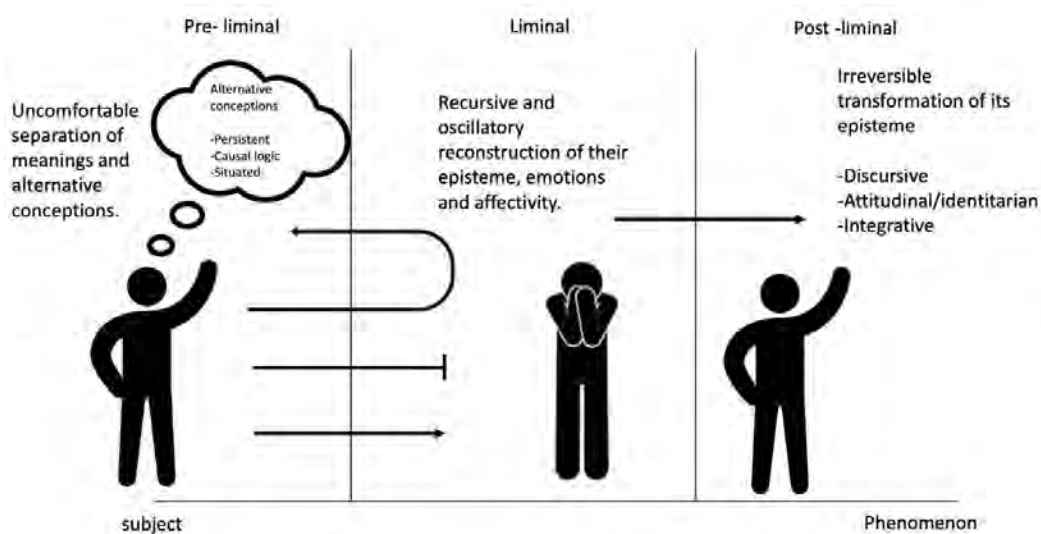 Pre- liminal
Liminal
Post -liminal
Uncomfortable
separation of
meanings and
alternative
conceptions.
Alternative
conceptions
-Persistent
-Causal logic
-Situated
Recursive and
oscillatory
reconstruction of their
episteme, emotions
and affectivity.
Irreversible
transformation of its
episteme
-Discursive
-Attitudinal/identitarian
-Integrative
subject
Phenomenon